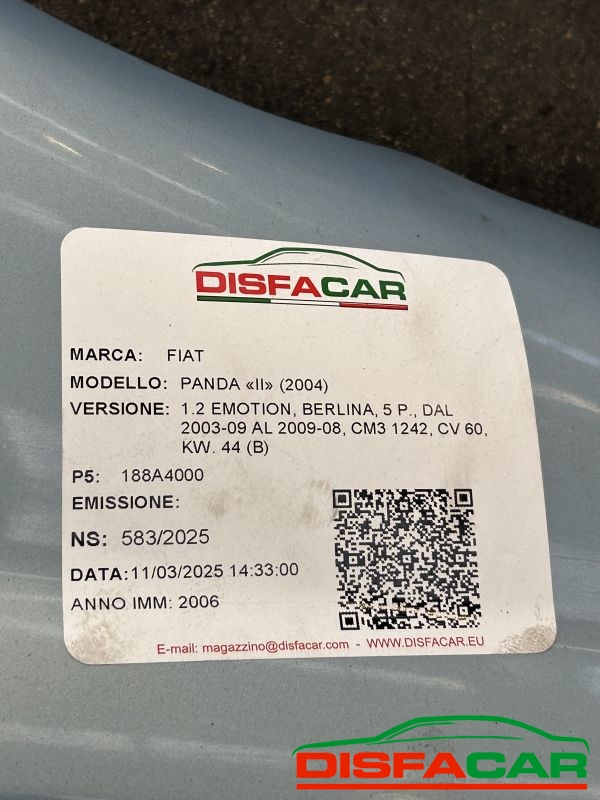 DISFACAR
MARCA: FIAT
MODELLO: PANDA «II» (2004)
VERSIONE: 1.2 EMOTION, BERLINA, 5 P., DAL
2003-09 AL 2009-08, CM3 1242, CV 60,
KW. 44 (B)
P5: 188A4000
EMISSIONE:
NS: 583/2025
DATA:11/03/2025 14:33:00
ANNO IMM: 2006
E-mail: magazzino@disfacar.com - WWW.DISFACAR.EU
DISFACAR